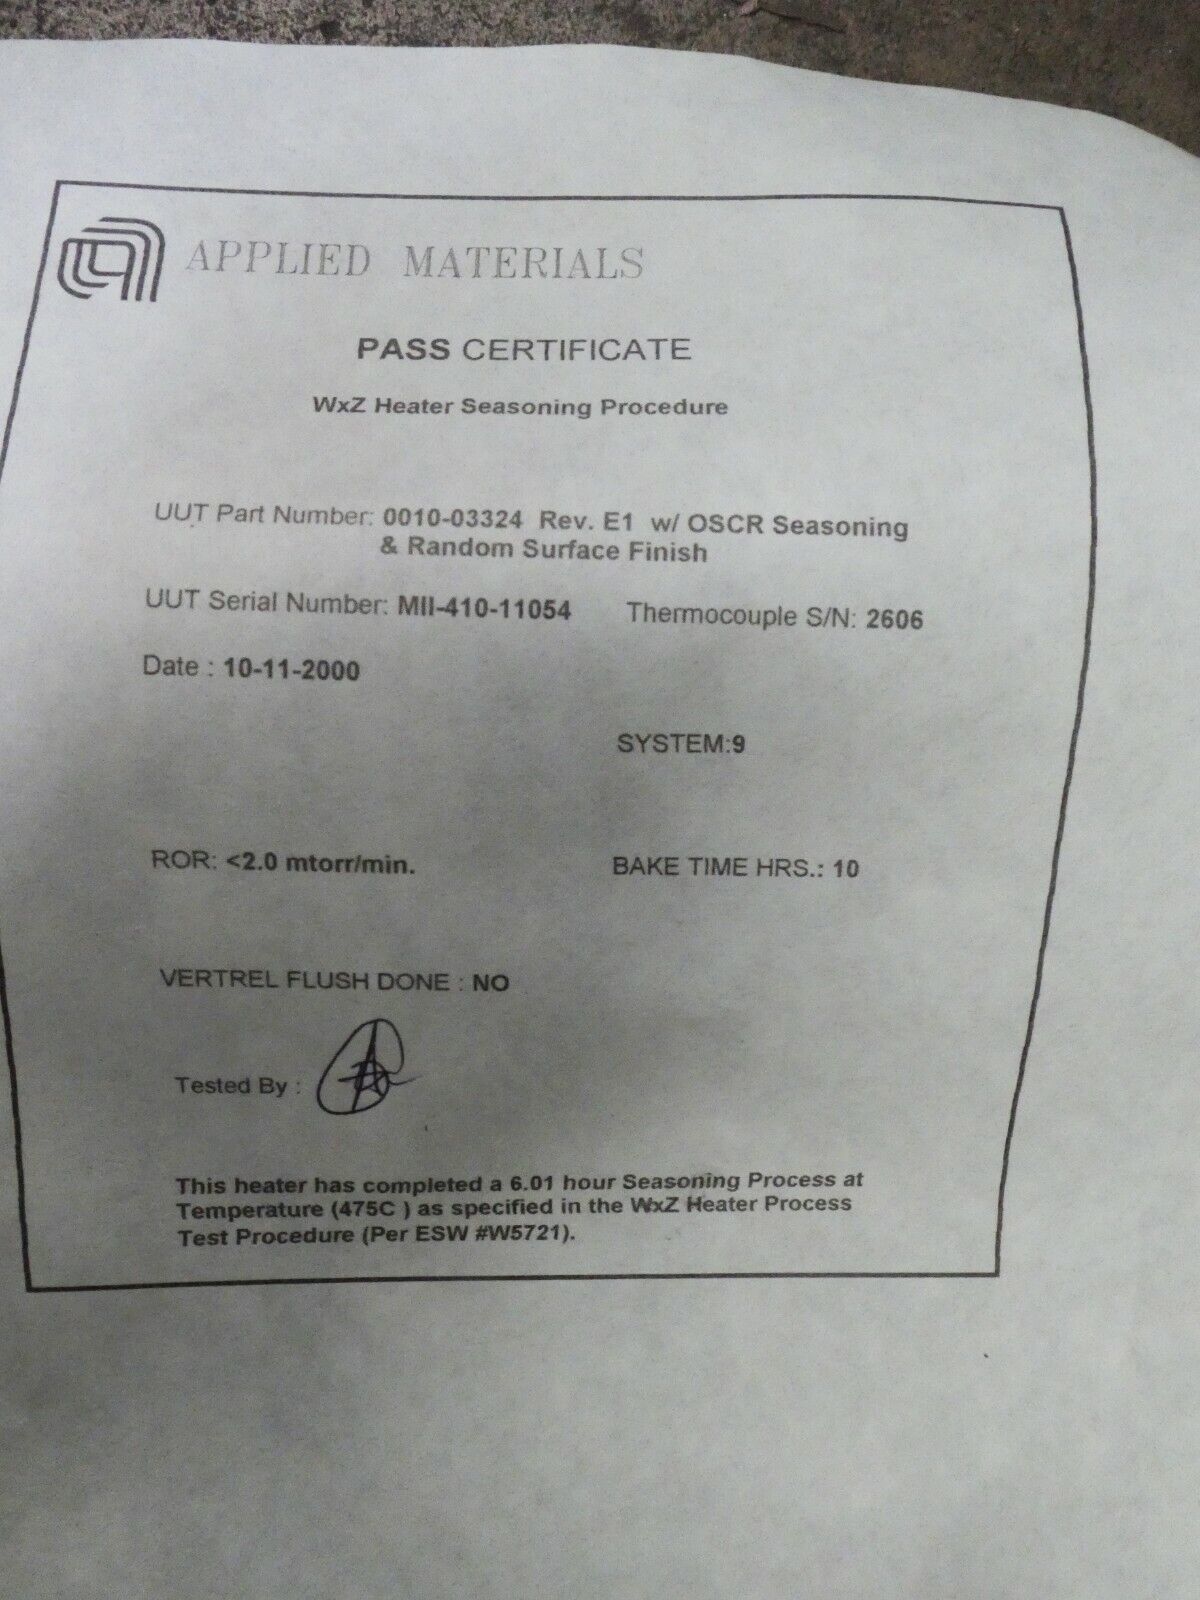 APPLIED MATERIALS
PASS CERTIFICATE
WxZ Heater Seasoning Procedure
UUT Part Number: 0010-03324 Rev. E1 w/ OSCR Seasoning
& Random Surface Finish
UUT Serial Number: MII-410-11054 Thermocouple S/N: 2606
Date : 10-11-2000
SYSTEM:9
ROR: <2.0 mtorr/min. BAKE TIME HRS.: 10
VERTREL FLUSH DONE : NO
Tested By :
This heater has completed a 6.01 hour Seasoning Process at
Temperature (475C ) as specified in the WxZ Heater Process
Test Procedure (Per ESW #W5721).